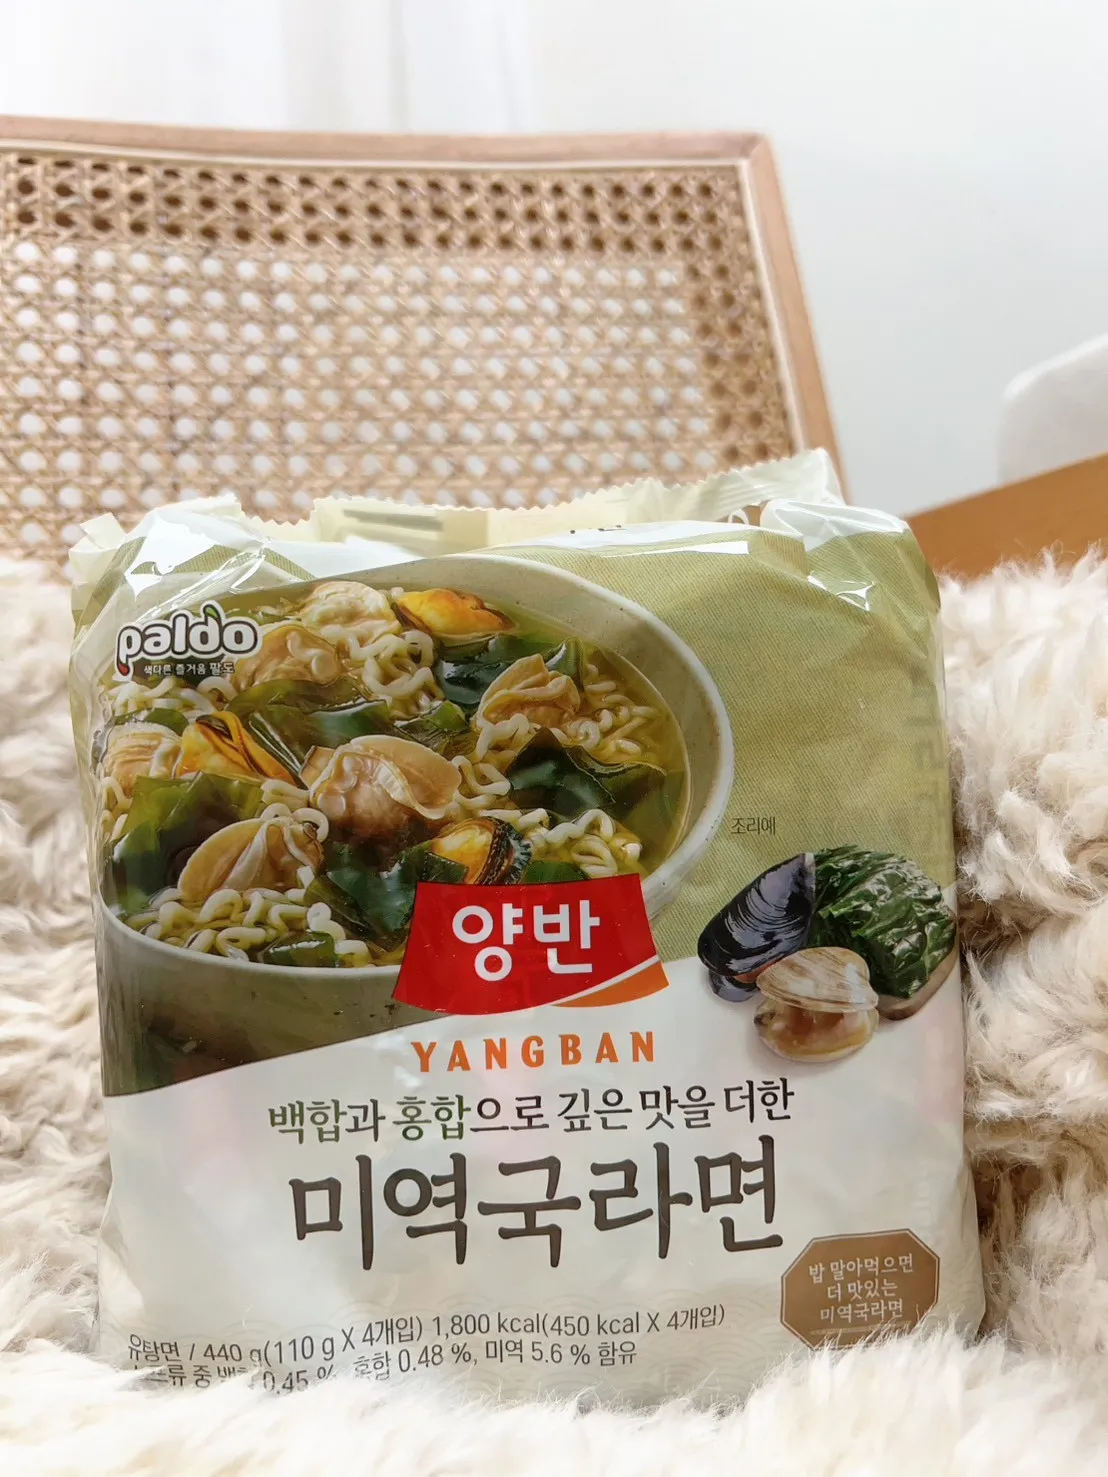 paldo
색다른 즐거움 팔도
조리예
양반
YANGBAN
백합과 홍합으로 깊은 맛을 더한
미역국라면
밥 말아먹으면
더 맛있는
미역국라면
유탕면 / 440 g(110 g X 4개입) 1,800 kcal(450 kcal X 4개입)
중 0.45 %, 홍합 0.48 %, 미역 5.6 % 함유